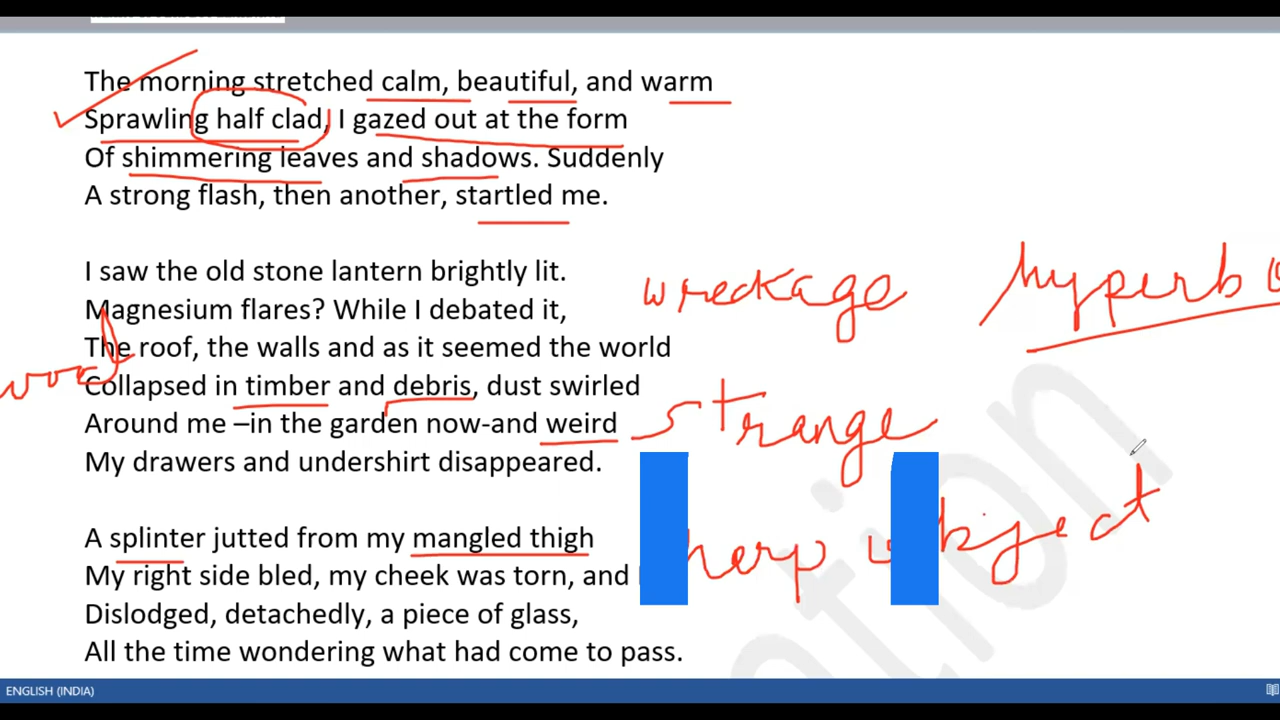 The morning stretched calm, beautiful, and warm
Sprawling half clad, I gazed out at the form
Of shimmering leaves and shadows. Suddenly
A strong flash, then another, startled me.
I saw the old stone lantern brightly lit.
wreckage
Magnesium flares? While I debated it,
The roof, the walls and as it seemed the world
wood
Collapsed in timber and debris, dust swirled
Around me –in the garden now-and weird
strange
My drawers and undershirt disappeared.
A splinter jutted from my mangled thigh
My right side bled, my cheek was torn, and
Dislodged, detachedly, a piece of glass,
All the time wondering what had come to pass.
ENGLISH (INDIA)